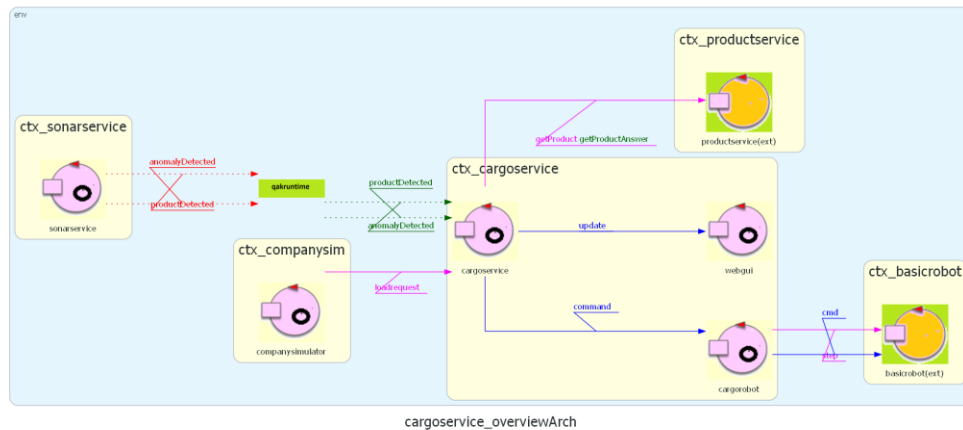 env
ctx_productservice
getProduct getProductAnswer
productservice(ext)
ctx_sonarservice
anomalyDetected
productDetected
sonarservice
qakruntime
productDetected
anomalyDetected
ctx_cargoservice
cargoservice
update
webgui
command
cargorobot
ctx_companysim
loadrequest
companysimulator
ctx_basicrobot
cmd
step
basicrobot(ext)
cargoservice_overviewArch